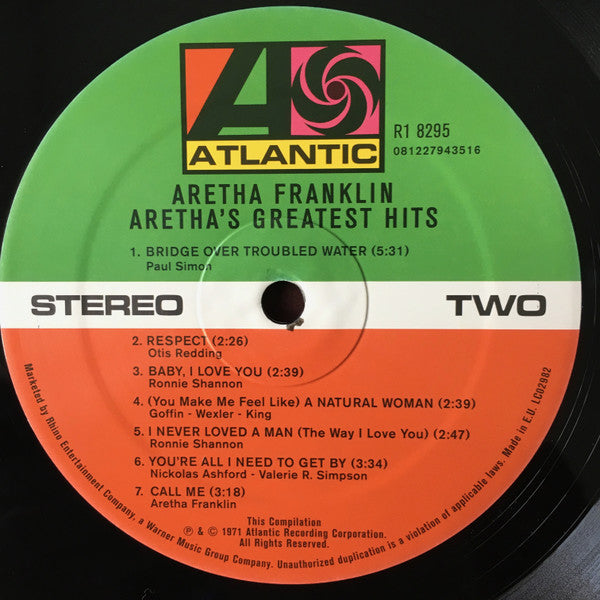 ATLANTIC
R1 8295
081227943516
ARETHA FRANKLIN
ARETHA'S GREATEST HITS
1. BRIDGE OVER TROUBLED WATER (5:31)
Paul Simon
STEREO TWO
2. RESPECT (2:26)
Otis Redding
3. BABY, I LOVE YOU (2:39)
Ronnie Shannon
4. (You Make Me Feel Like) A NATURAL WOMAN (2:39)
Goffin - Wexler - King
5. I NEVER LOVED A MAN (The Way I Love You) (2:47)
Ronnie Shannon
6. YOU'RE ALL I NEED TO GET BY (3:34)
Nickolas Ashford - Valerie R. Simpson
7. CALL ME (3:18)
Aretha Franklin
This Compilation
℗ & © 1971 Atlantic Recording Corporation.
All Rights Reserved.
Marketed by Rhino Entertainment Company, a Warner Music Group Company. Unauthorized duplication is a violation of applicable laws. Made in E.U. LC02982